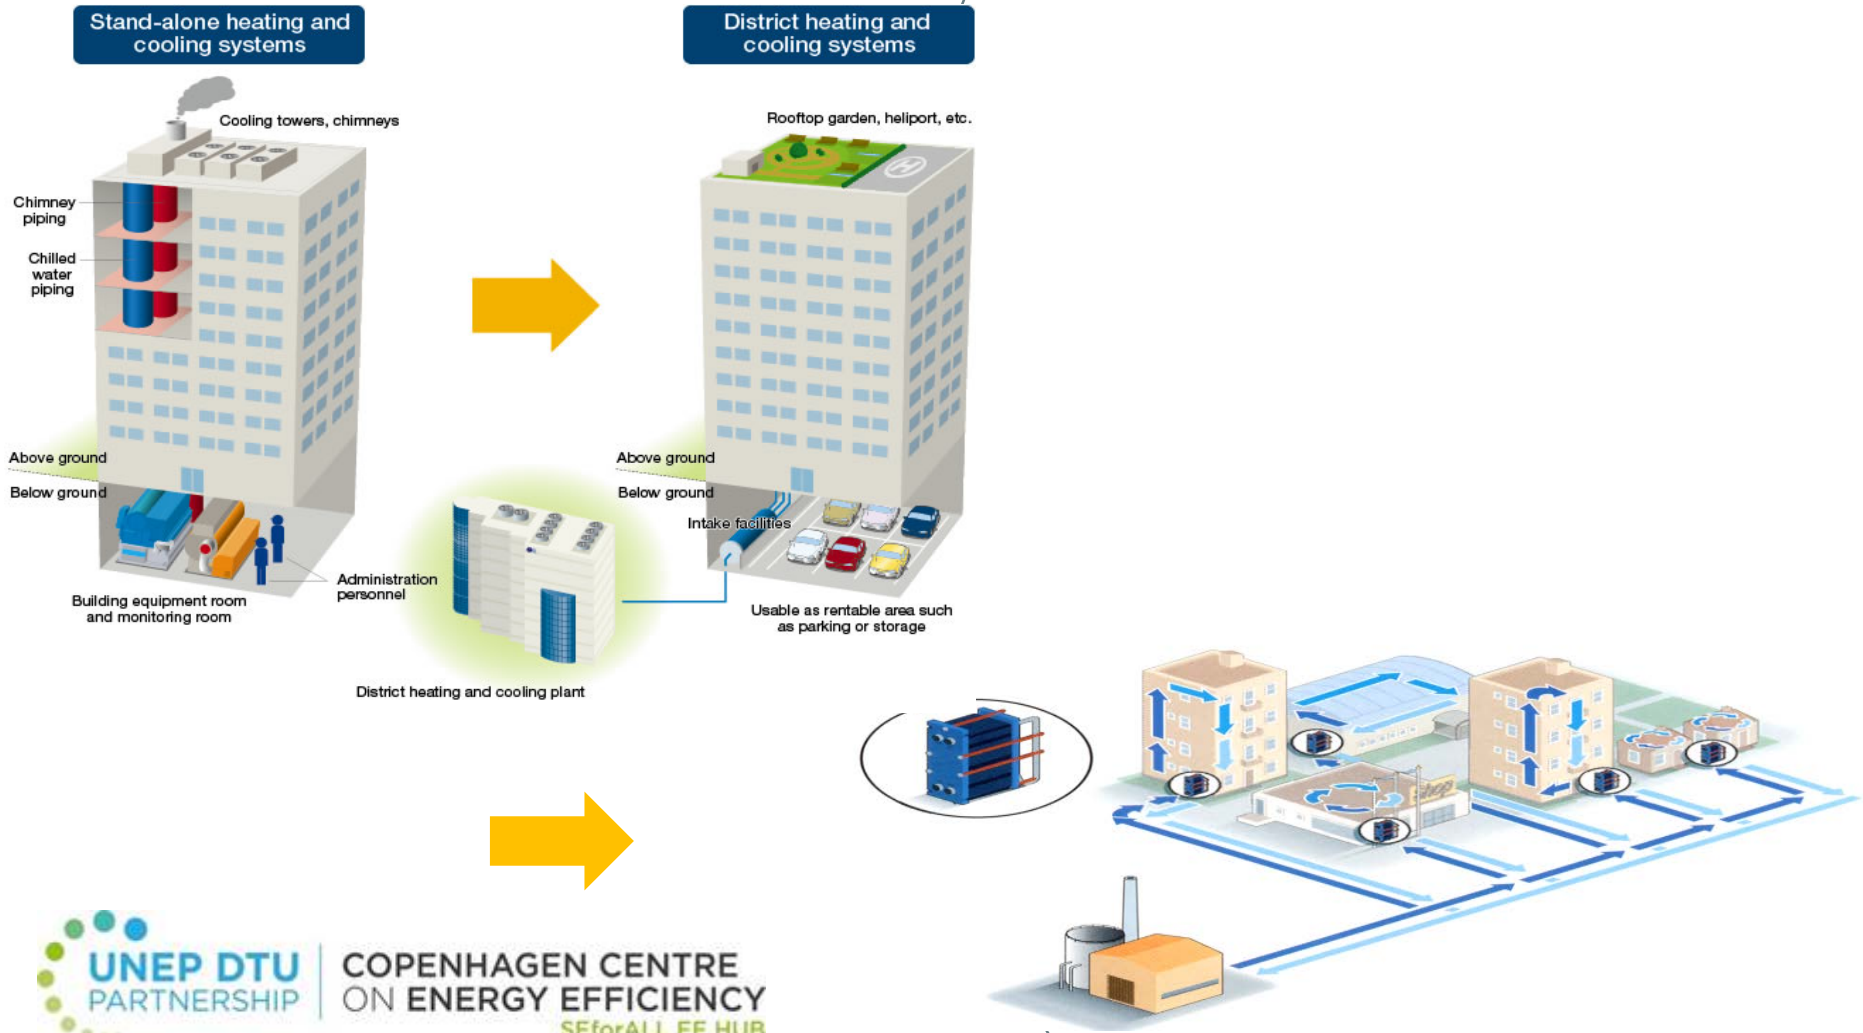 Stand-alone heating and
cooling systems
District heating and
cooling systems
Cooling towers, chimneys
Rooftop garden, heliport, etc.
Chimney
piping
Chilled
water
piping
Above ground
Below ground
Above ground
Below ground
Intake facilities
Administration
personnel
Building equipment room
and monitoring room
Usable as rentable area such
as parking or storage
District heating and cooling plant
H
shop
UNEP DTU
PARTNERSHIP
COPENHAGEN CENTRE
ON ENERGY EFFICIENCY
SEforALL EE HUB